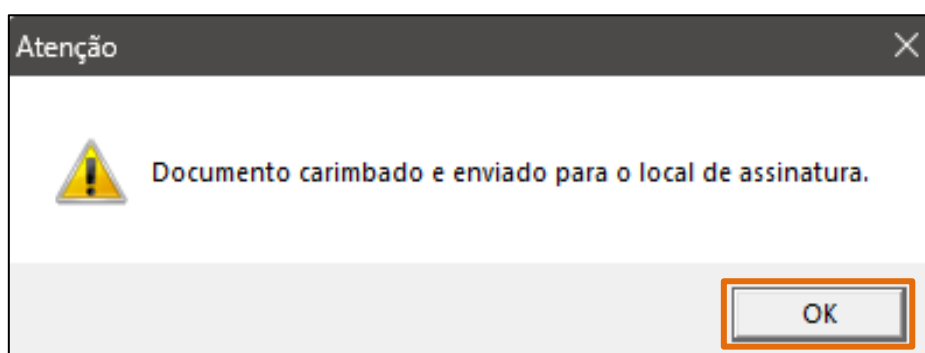 Atenção
Documento carimbado e enviado para o local de assinatura.
OK